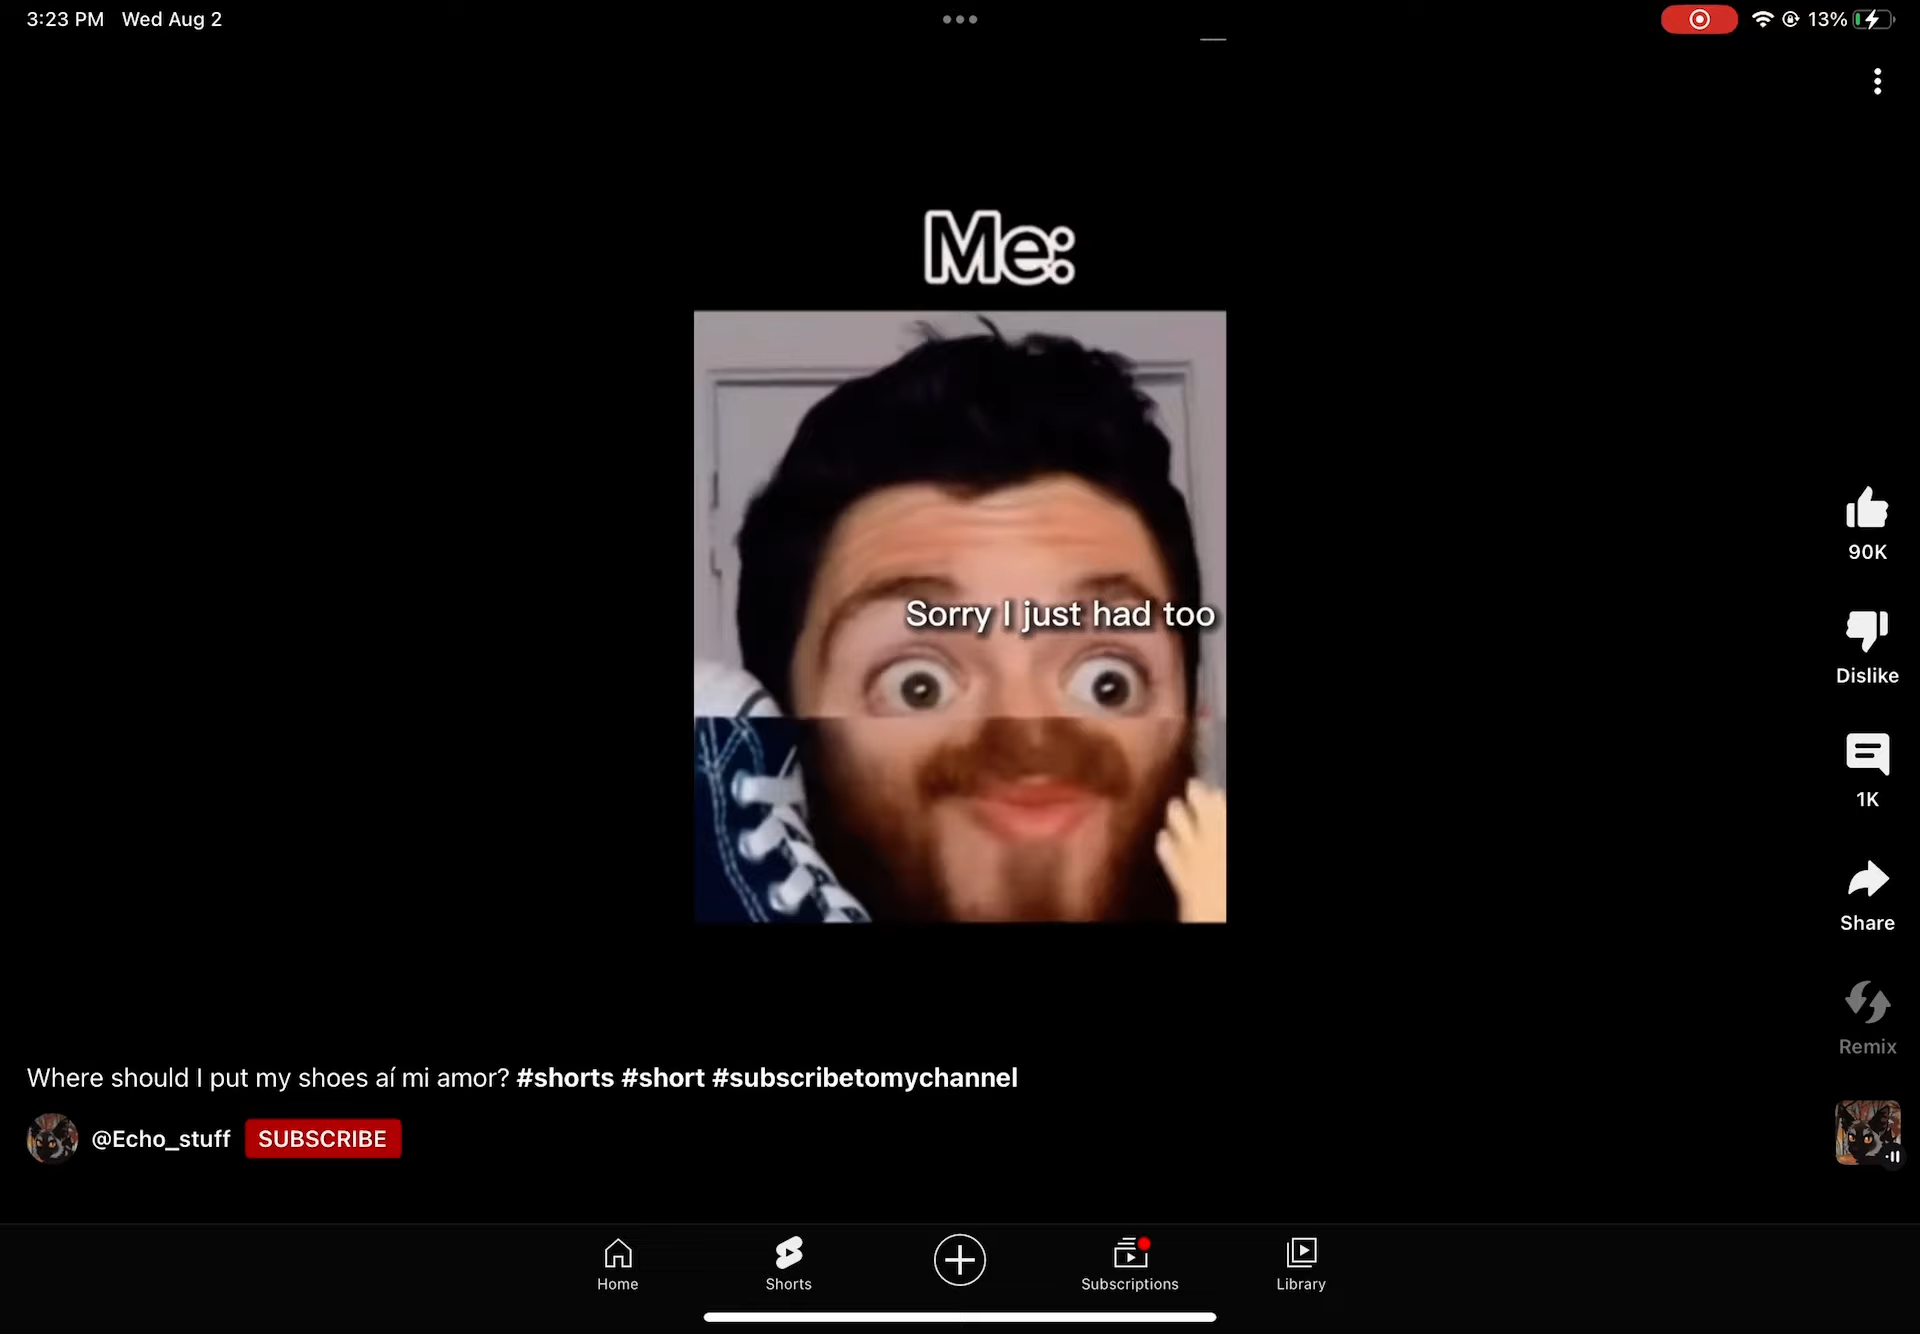 3:23 PM Wed Aug 2
13%
Me:
Sorry I just had too
90K
Dislike
1K
Share
Remix
Where should I put my shoes aí mi amor? #shorts #short #subscribetomychannel
@Echo_stuff SUBSCRIBE
Home Shorts Subscriptions Library